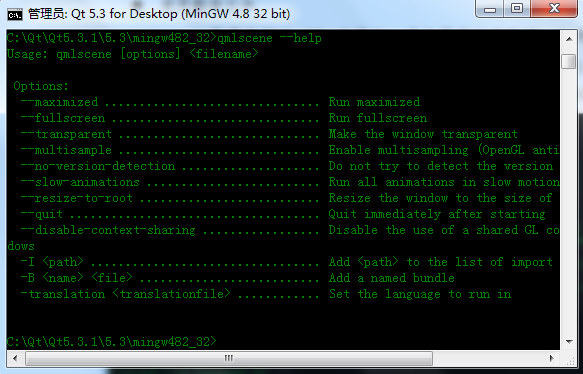 管理员: Qt 5.3 for Desktop (MinGW 4.8 32 bit)
C:\Qt\Qt5.3.1\5.3\mingw482_32>qmlscene --help
Usage: qmlscene [options] <filename>
Options:
--maximized ............................... Run maximized
--fullscreen .............................. Run fullscreen
--transparent ............................. Make the window transparent
--multisample ............................. Enable multisampling (OpenGL anti
--no-version-detection .................... Do not try to detect the version
--slow-animations ......................... Run all animations in slow motion
--resize-to-root .......................... Resize the window to the size of
--quit .................................... Quit immediately after starting
--disable-context-sharing ................. Disable the use of a shared GL co
dows
-I <path> ................................. Add <path> to the list of import
-B <name> <file> .......................... Add a named bundle
-translation <translationfile> ............ Set the language to run in
C:\Qt\Qt5.3.1\5.3\mingw482_32>